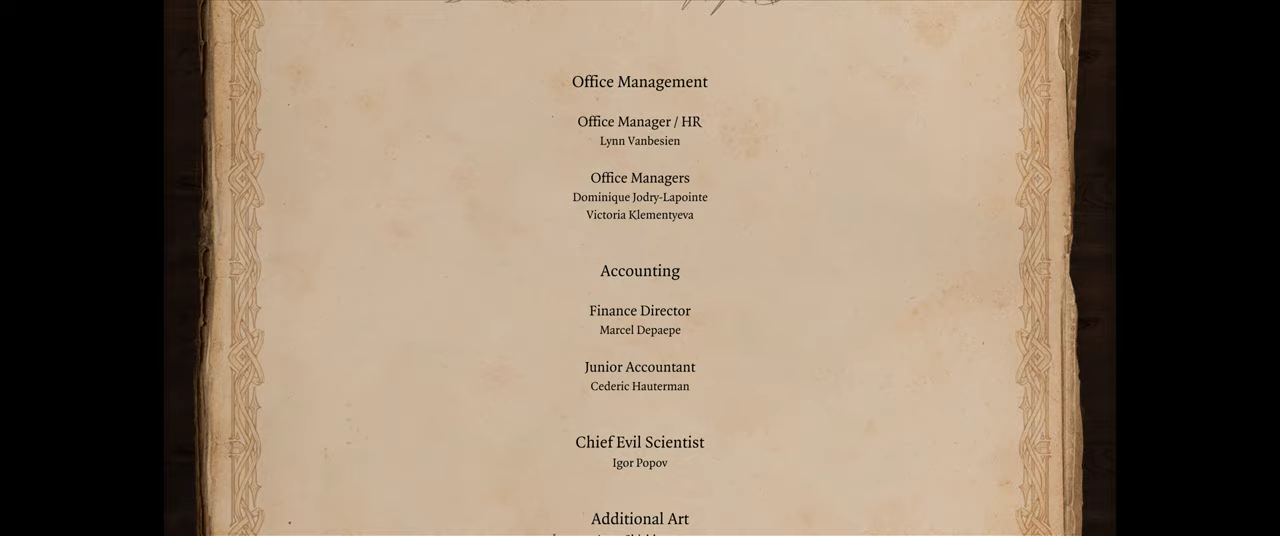 Office Management
Office Manager / HR
Lynn Vanbesien
Office Managers
Dominique Jodry-Lapointe
Victoria Klementyeva
Accounting
Finance Director
Marcel Depaepe
Junior Accountant
Cederic Hauterman
Chief Evil Scientist
Igor Popov
Additional Art